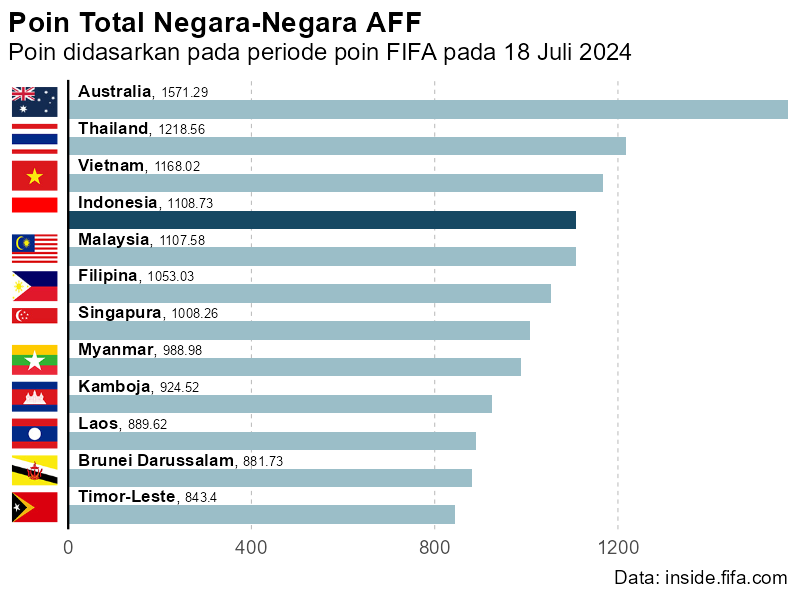 Poin Total Negara-Negara AFF
Poin didasarkan pada periode poin FIFA pada 18 Juli 2024
Australia, 1571.29
Thailand, 1218.56
Vietnam, 1168.02
Indonesia, 1108.73
Malaysia, 1107.58
Filipina, 1053.03
Singapura, 1008.26
Myanmar, 988.98
Kamboja, 924.52
Laos, 889.62
Brunei Darussalam, 881.73
Timor-Leste, 843.4
0 400 800 1200
Data: inside.fifa.com